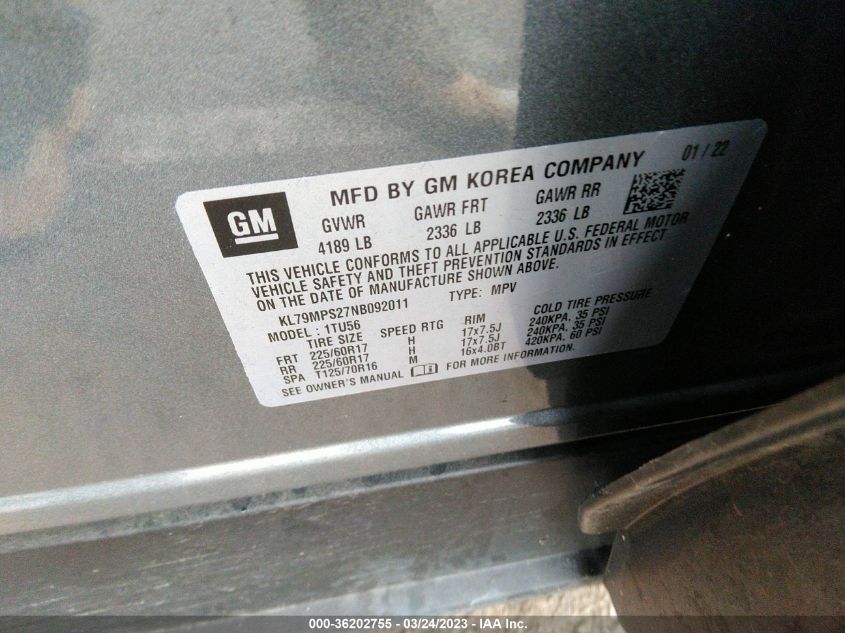 MFD BY GM KOREA COMPANY 01 / 22
GM
GVWR GAWR FRT GAWR RR
4189 LB 2336 LB 2336 LB
THIS VEHICLE CONFORMS TO ALL APPLICABLE U.S. FEDERAL MOTOR
VEHICLE SAFETY AND THEFT PREVENTION STANDARDS IN EFFECT
ON THE DATE OF MANUFACTURE SHOWN ABOVE.
KL79MPS27NB092011 TYPE: MPV
MODEL : 1TU56
TIRE SIZE SPEED RTG RIM COLD TIRE PRESSURE
FRT 225/60R17 H 17x7.5J 240KPA, 35 PSI
RR 225/60R17 H 17x7.5J 240KPA, 35 PSI
SPA T125/70R16 M 16x4.0BT 420KPA, 60 PSI
SEE OWNER'S MANUAL FOR MORE INFORMATION.
000-36202755 - 03/24/2023 - IAA Inc.